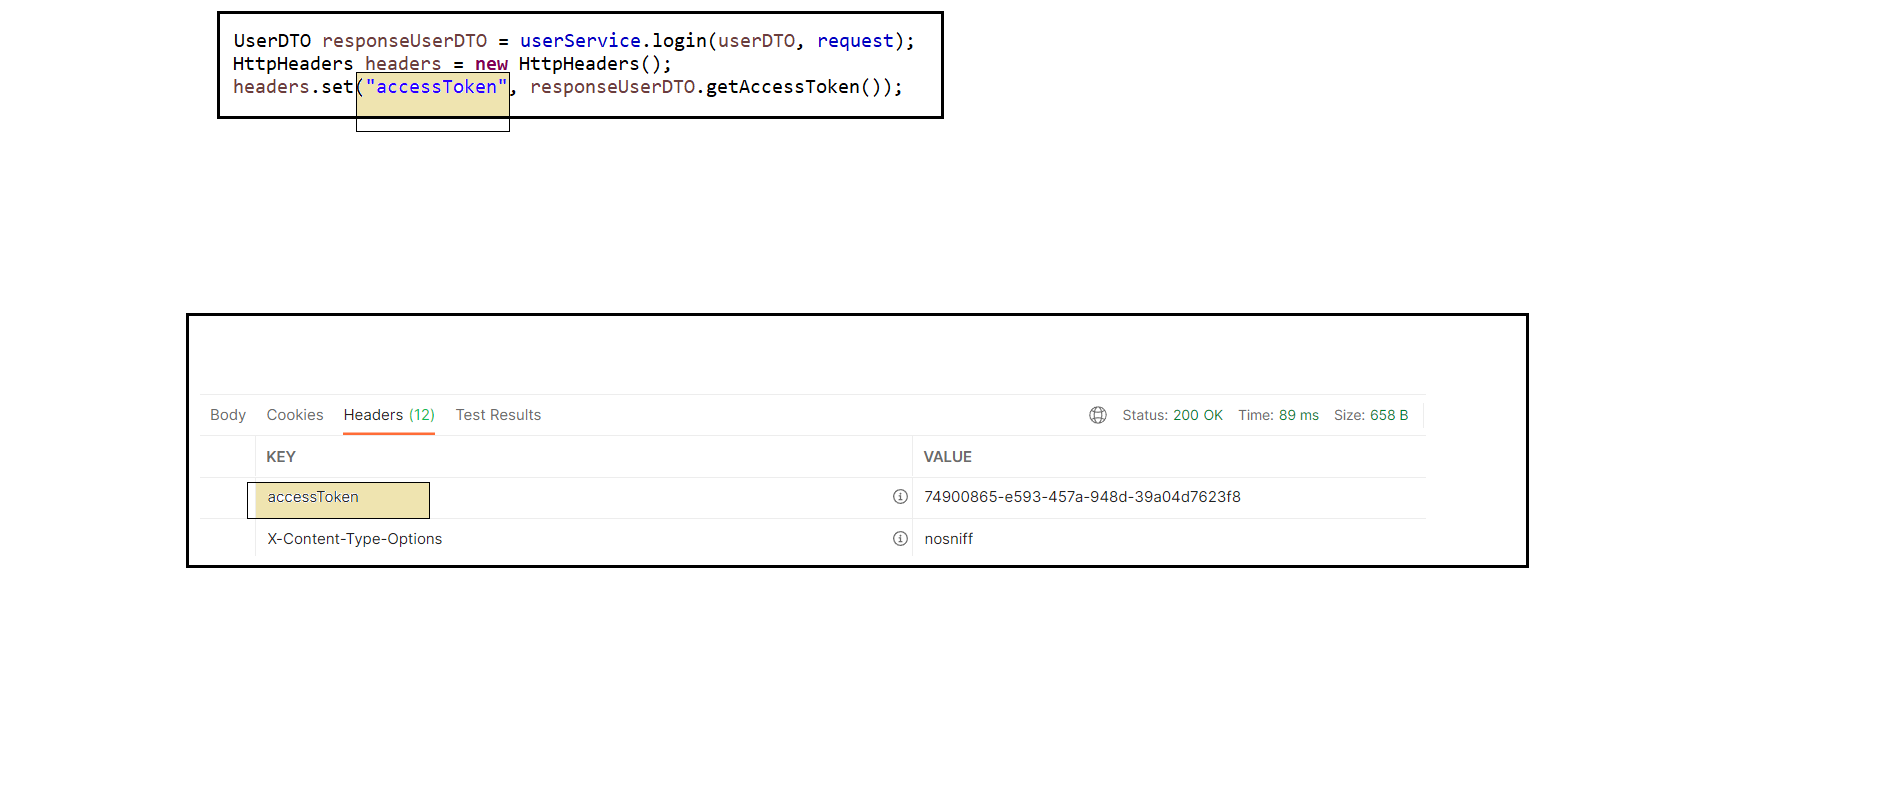 UserDTO responseUserDTO = userService.login(userDTO, request);
HttpHeaders headers = new HttpHeaders();
headers.set("accessToken", responseUserDTO.getAccessToken());
Body Cookies Headers (12) Test Results Status: 200 OK Time: 89 ms Size: 658 B
KEY VALUE
accessToken 74900865-e593-457a-948d-39a04d7623f8
X-Content-Type-Options nosniff